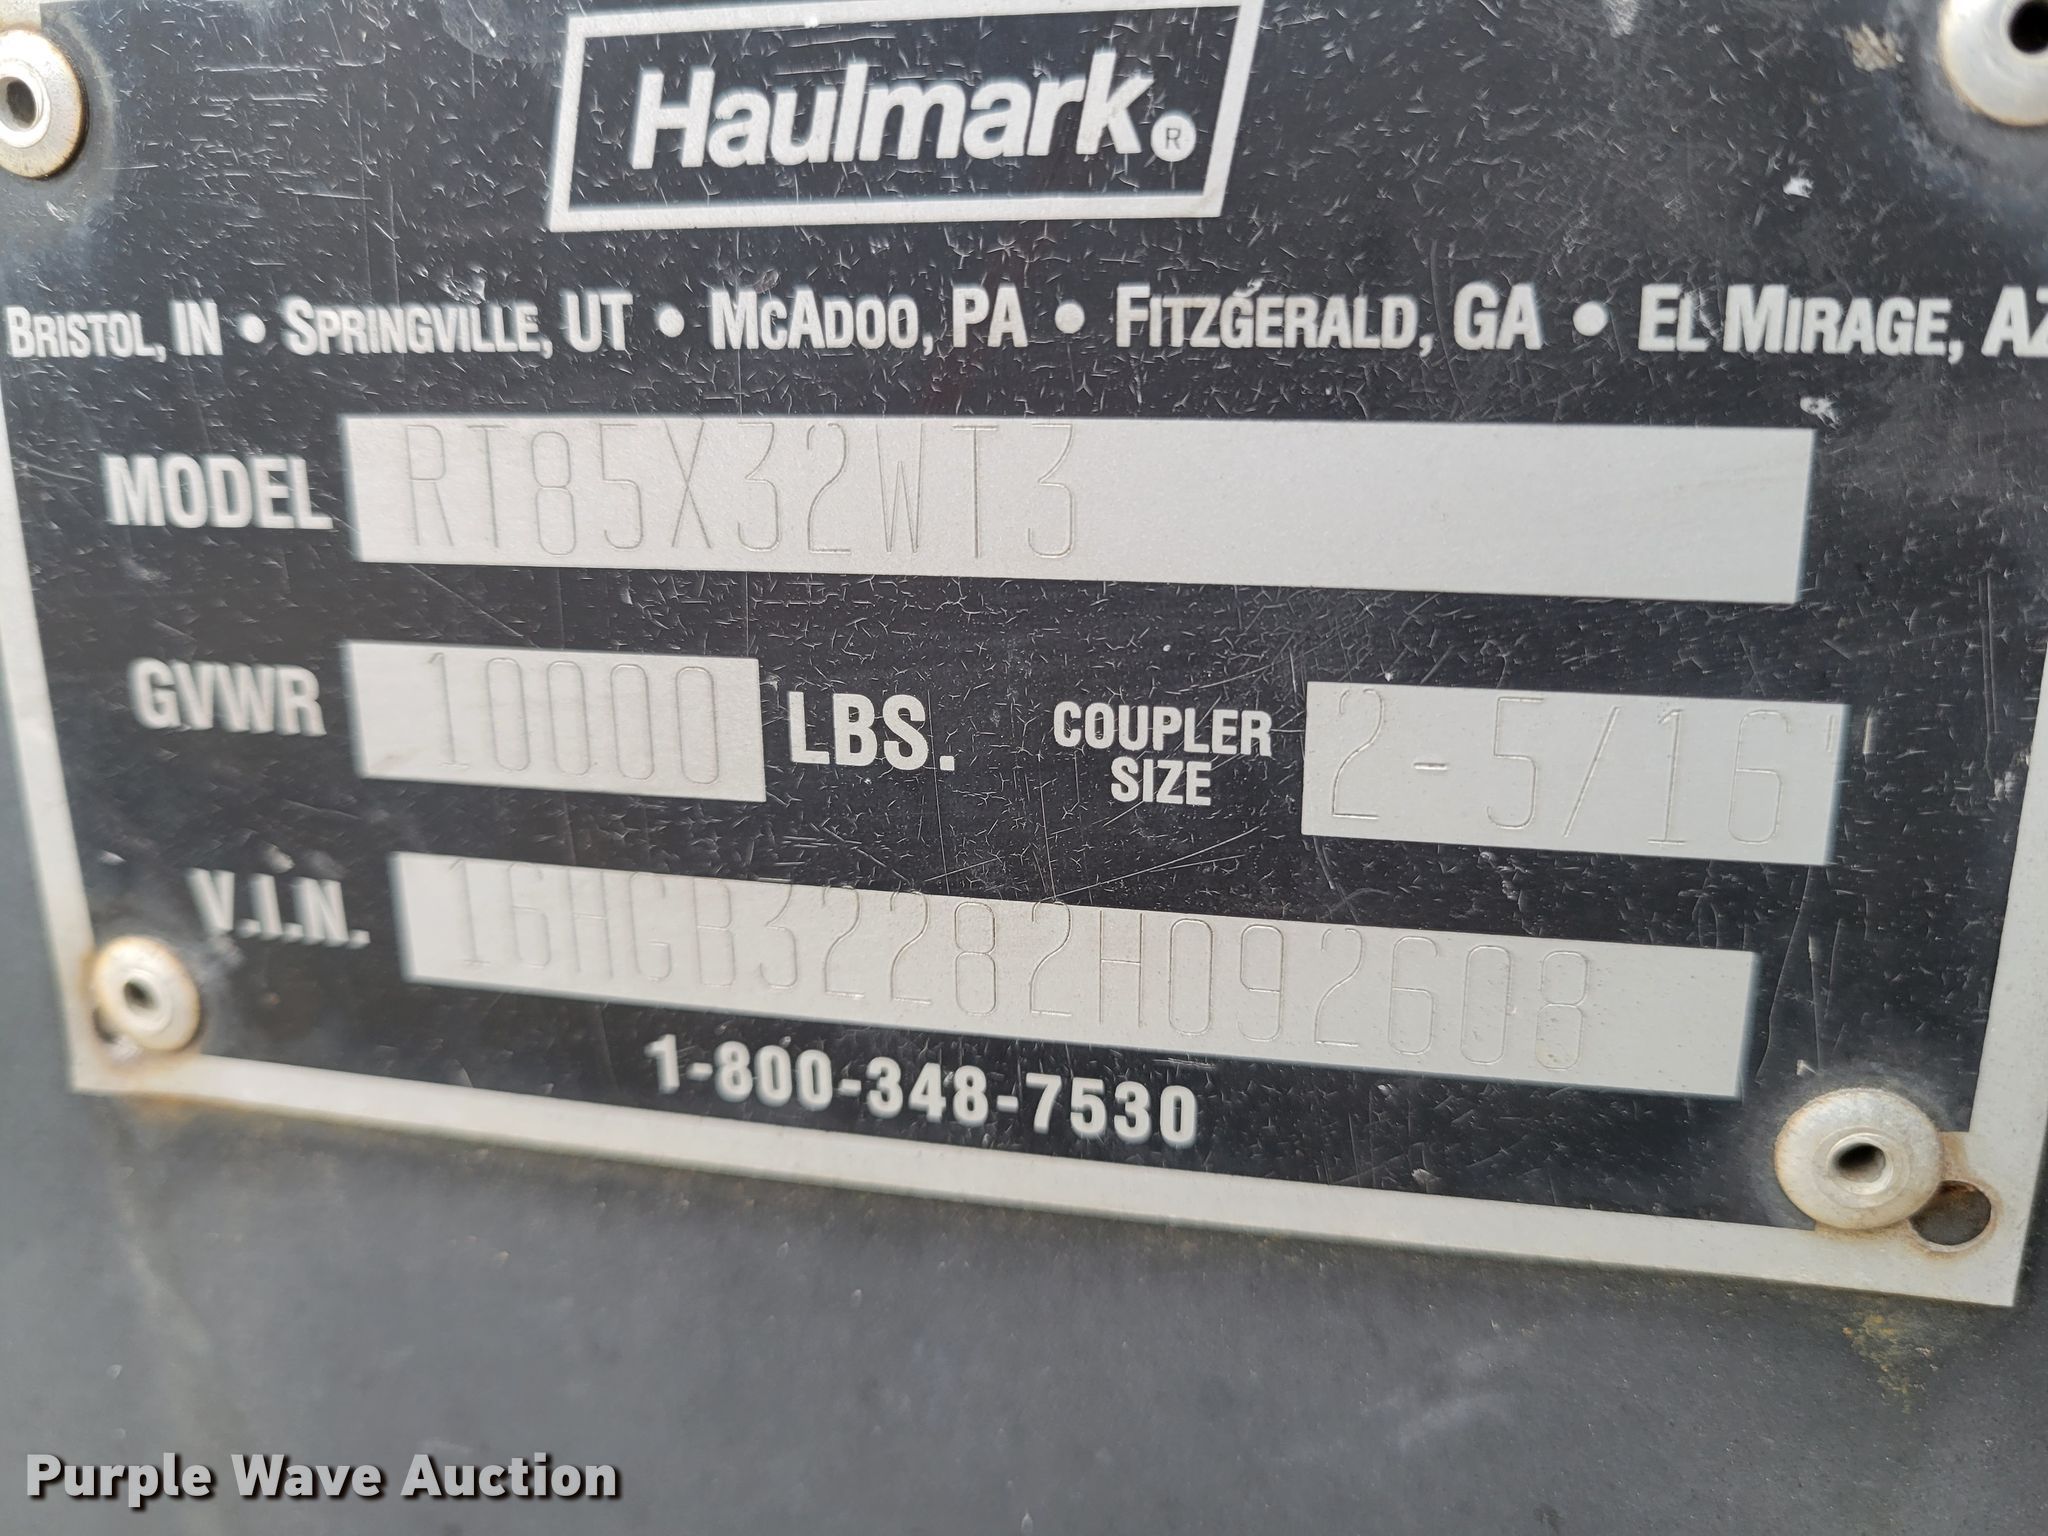 Haulmark®
BRISTOL, IN • SPRINGVILLE, UT • MCADOO, PA • FITZGERALD, GA • EL MIRAGE, AZ
MODEL RT85X32WT3
GVWR 10000 LBS. COUPLER SIZE 2-5/16"
V.I.N. 16HCB32282H092608
1-800-348-7530
Purple Wave Auction